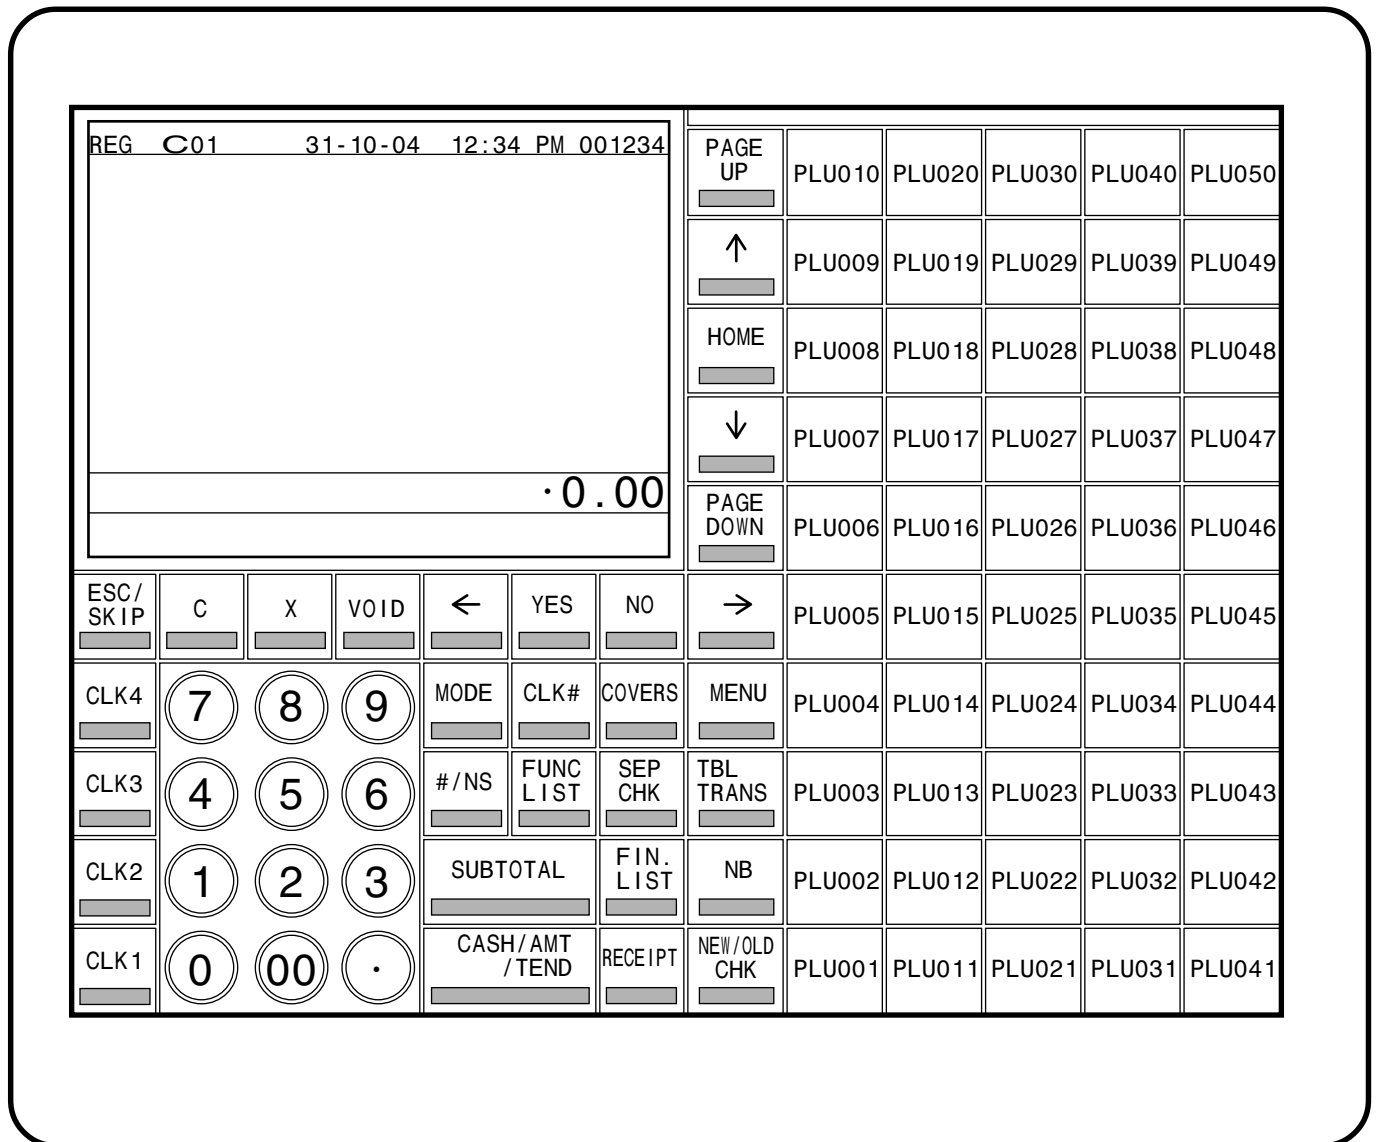 REG C01 31-10-04 12:34 PM 001234
·0.00
PAGE
UP
PLU010 PLU020 PLU030 PLU040 PLU050
↑
PLU009 PLU019 PLU029 PLU039 PLU049
HOME
PLU008 PLU018 PLU028 PLU038 PLU048
↓
PLU007 PLU017 PLU027 PLU037 PLU047
PAGE
DOWN
PLU006 PLU016 PLU026 PLU036 PLU046
ESC/
SKIP
C
X
VOID
←
YES
NO
→
PLU005 PLU015 PLU025 PLU035 PLU045
CLK4
7
8
9
MODE
CLK#
COVERS
MENU
PLU004 PLU014 PLU024 PLU034 PLU044
CLK3
4
5
6
#/NS
FUNC
LIST
SEP
CHK
TBL
TRANS
PLU003 PLU013 PLU023 PLU033 PLU043
CLK2
1
2
3
SUBTOTAL
FIN.
LIST
NB
PLU002 PLU012 PLU022 PLU032 PLU042
CLK1
0
00
·
CASH/AMT
/TEND
RECEIPT
NEW/OLD
CHK
PLU001 PLU011 PLU021 PLU031 PLU041